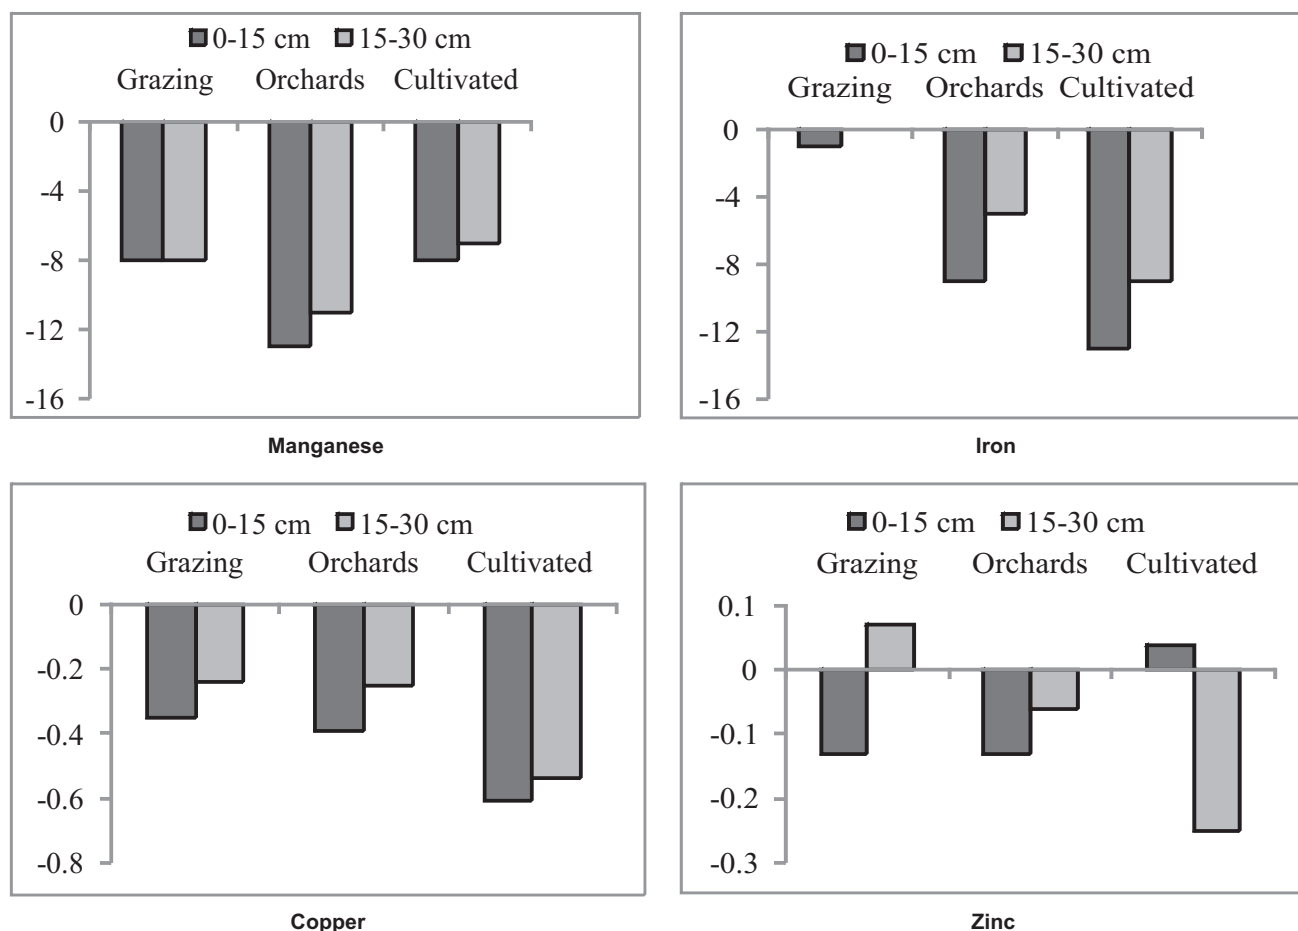 0-15 cm 15-30 cm
Grazing Orchards Cultivated
0
-4
-8
-12
-16
Manganese
0-15 cm 15-30 cm
Grazing Orchards Cultivated
0
-4
-8
-12
-16
Iron
0-15 cm 15-30 cm
Grazing Orchards Cultivated
0
-0.2
-0.4
-0.6
-0.8
Copper
0-15 cm 15-30 cm
Grazing Orchards Cultivated
0.1
0
-0.1
-0.2
-0.3
Zinc